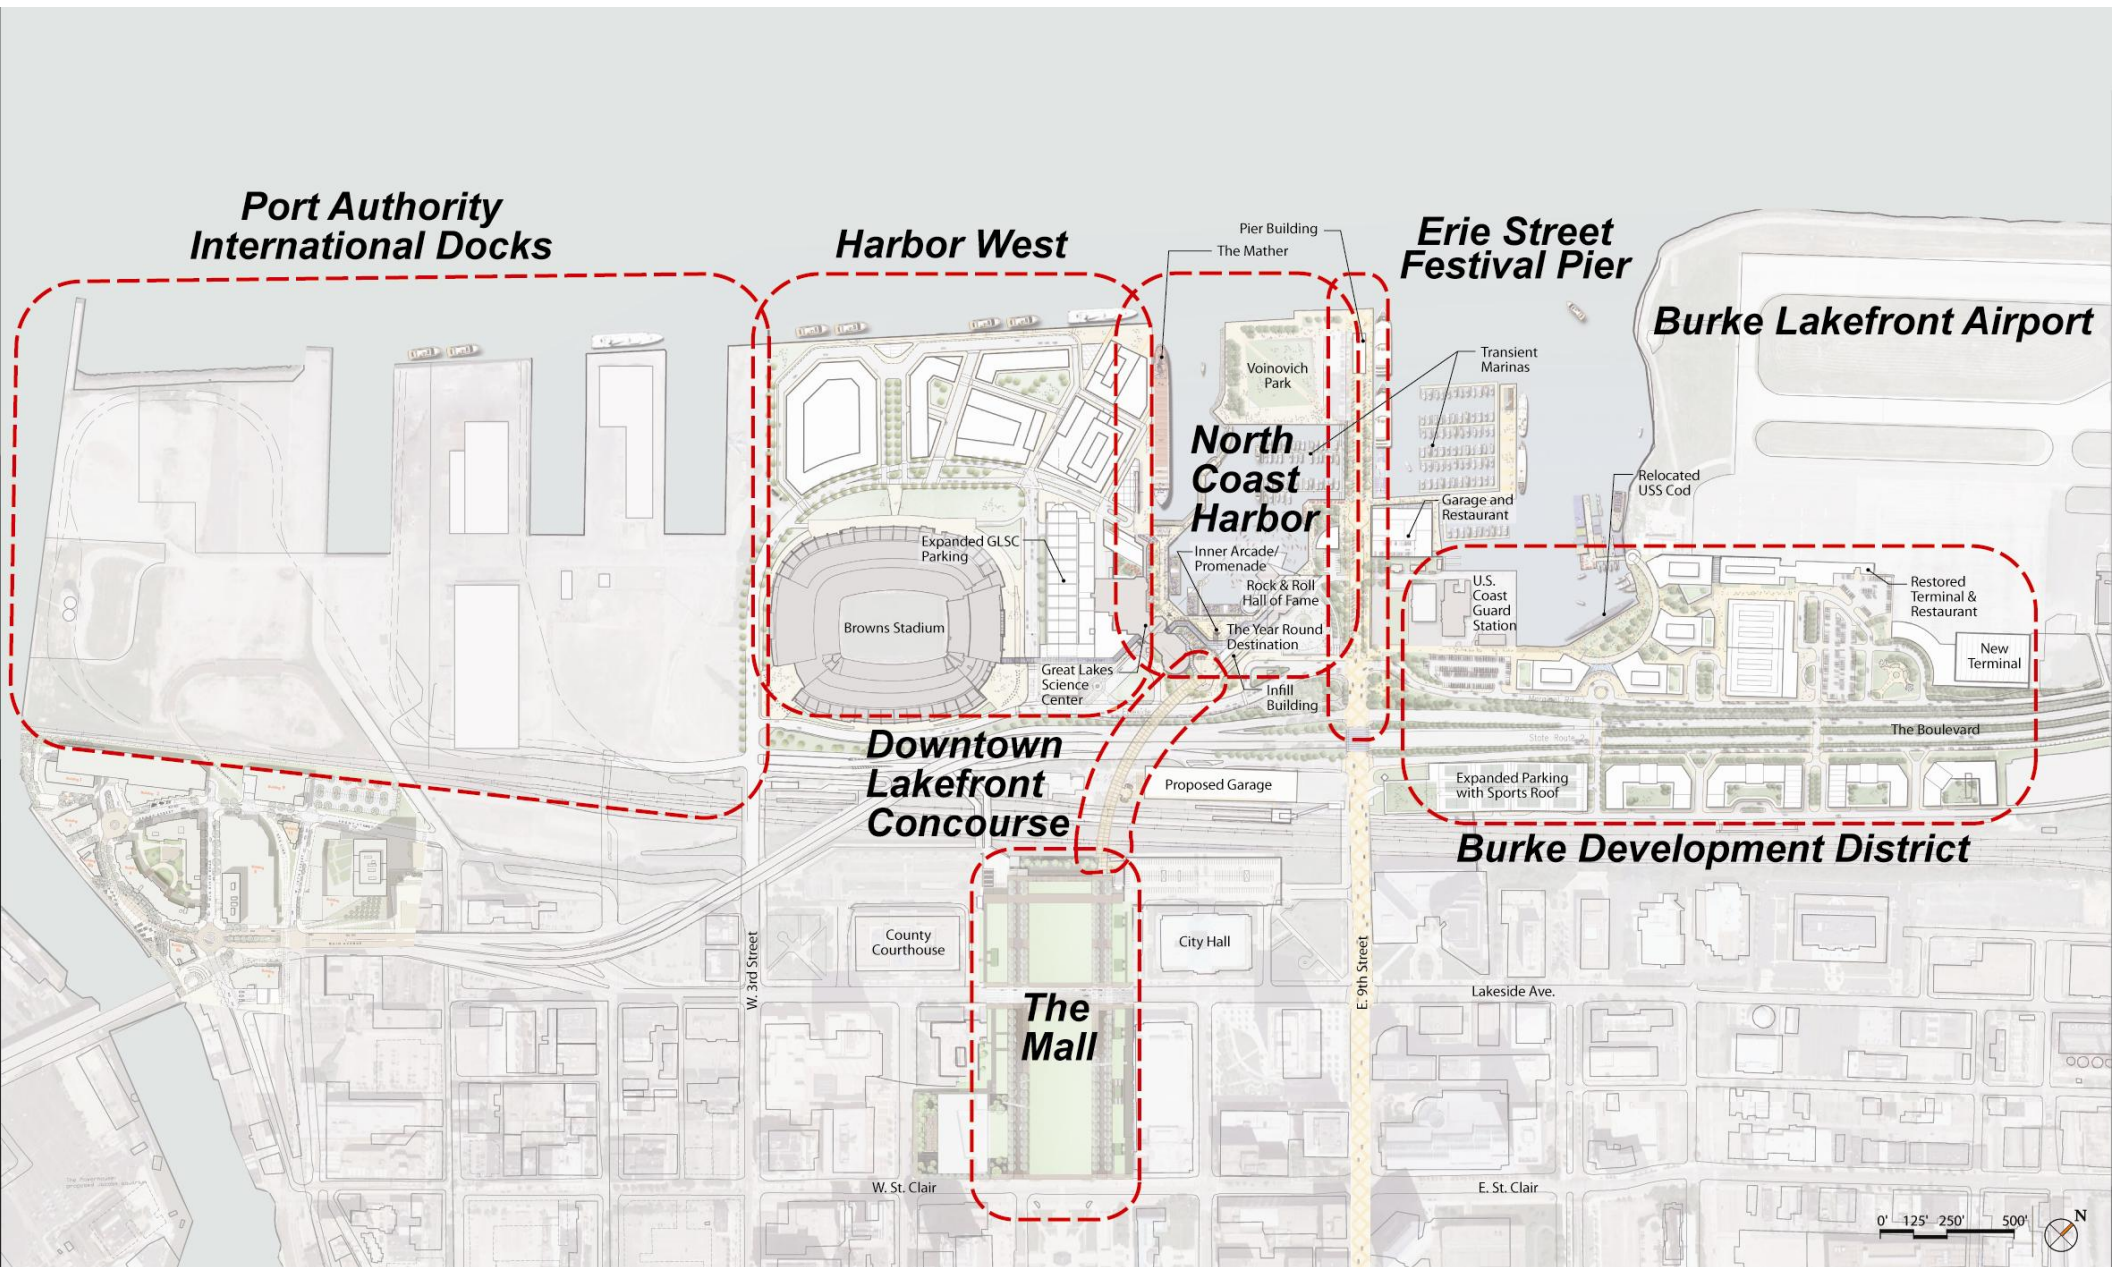 Port Authority
International Docks
Harbor West
Pier Building
The Mather
Erie Street
Festival Pier
Burke Lakefront Airport
Voinovich
Park
Transient
Marinas
North
Coast
Harbor
Relocated
USS Cod
Garage and
Restaurant
Expanded GLSC
Parking
Inner Arcade/
Promenade
Rock & Roll
Hall of Fame
U.S.
Coast
Guard
Station
Restored
Terminal &
Restaurant
Browns Stadium
The Year Round
Destination
New
Terminal
Great Lakes
Science
Center
Infill
Building
The Boulevard
State Route 2
Downtown
Lakefront
Concourse
Proposed Garage
Expanded Parking
with Sports Roof
Burke Development District
County
Courthouse
City Hall
W. 3rd Street
E. 9th Street
Lakeside Ave.
The
Mall
W. St. Clair
E. St. Clair
0' 125' 250' 500'
N